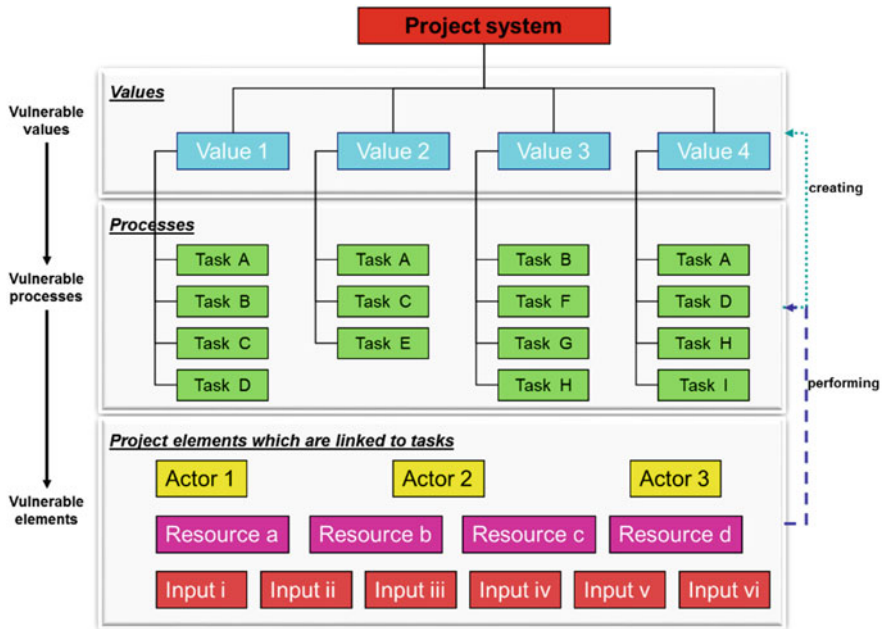 Project system
Values
Vulnerable
values
Value 1
Value 2
Value 3
Value 4
creating
Processes
Vulnerable
processes
Task A
Task B
Task C
Task D
Task A
Task C
Task E
Task B
Task F
Task G
Task H
Task A
Task D
Task H
Task I
performing
Project elements which are linked to tasks
Vulnerable
elements
Actor 1
Actor 2
Actor 3
Resource a
Resource b
Resource c
Resource d
Input i
Input ii
Input iii
Input iv
Input v
Input vi